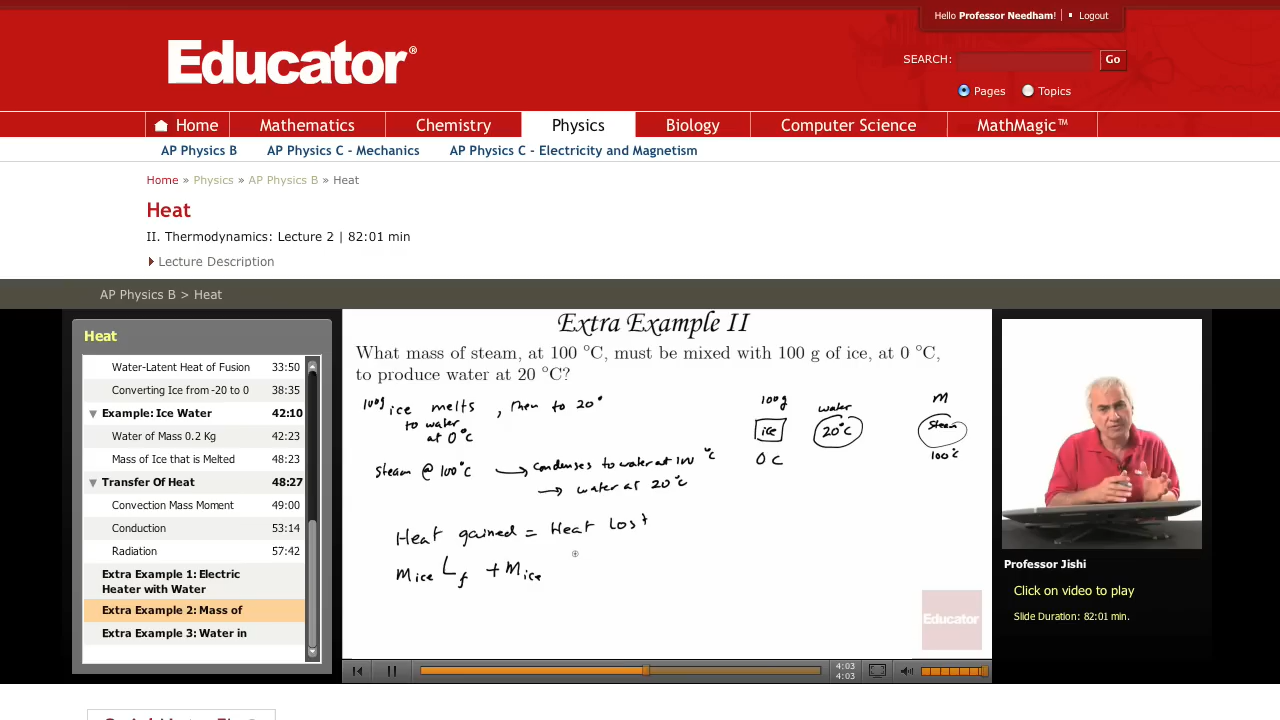 Hello Professor Needham! Logout
Educator®
SEARCH: Go
Pages Topics
Home Mathematics Chemistry Physics Biology Computer Science MathMagic™
AP Physics B AP Physics C - Mechanics AP Physics C - Electricity and Magnetism
Home » Physics » AP Physics B » Heat
Heat
II. Thermodynamics: Lecture 2 | 82:01 min
Lecture Description
AP Physics B > Heat
Heat
Water-Latent Heat of Fusion 33:50
Converting Ice from -20 to 0 38:35
Example: Ice Water 42:10
Water of Mass 0.2 Kg 42:23
Mass of Ice that is Melted 48:23
Transfer Of Heat 48:27
Convection Mass Moment 49:00
Conduction 53:14
Radiation 57:42
Extra Example 1: Electric
Heater with Water
Extra Example 2: Mass of
Extra Example 3: Water in
Extra Example II
What mass of steam, at 100 °C, must be mixed with 100 g of ice, at 0 °C,
to produce water at 20 °C?
100g ice melts , then to 20°
to water
at 0°C
100g water M
ice 20°C steam
0 C 100°C
steam @ 100°C → condenses to water at 100 °C
→ water at 20°C
Heat gained = Heat lost
Mice Lf + Mice
Educator
4:03
4:03
Professor Jishi
Click on video to play
Slide Duration: 82:01 min.